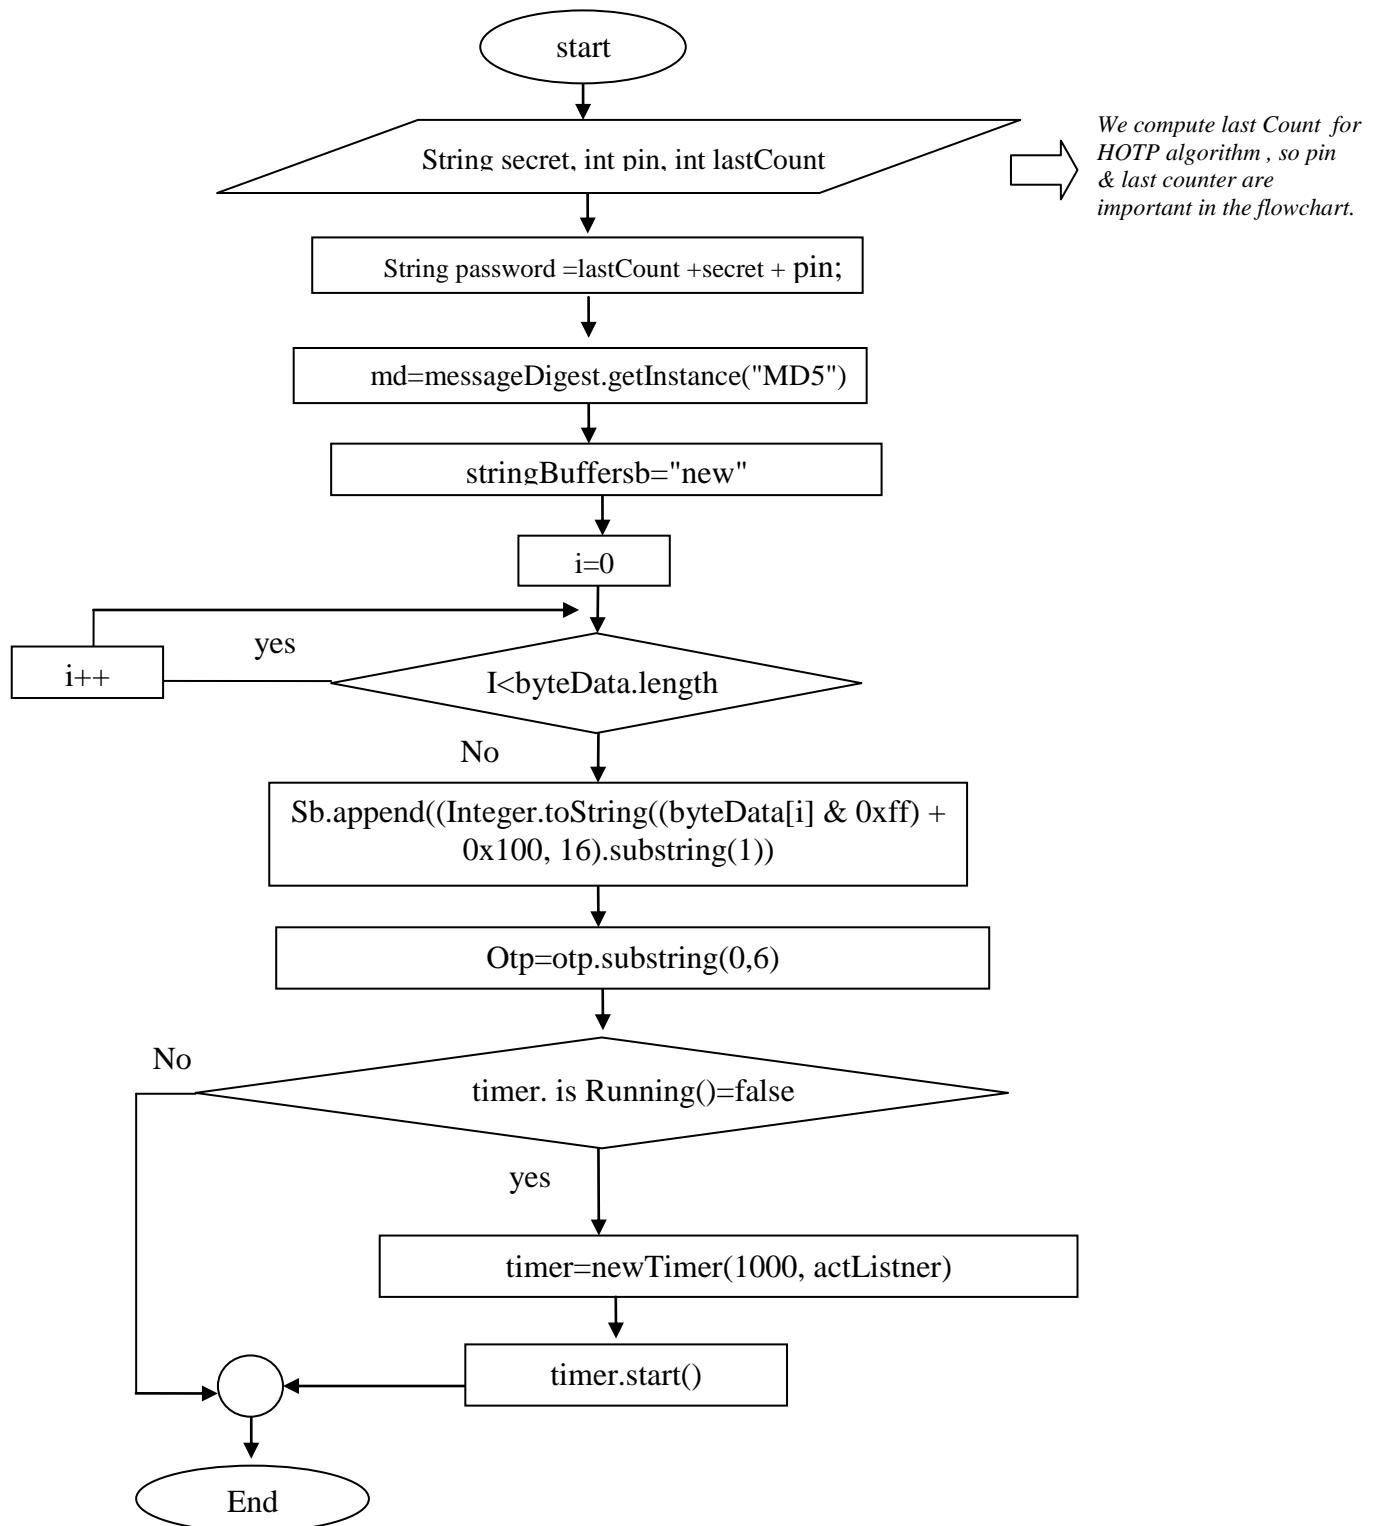 start
String secret, int pin, int lastCount
We compute last Count for
HOTP algorithm , so pin
& last counter are
important in the flowchart.
String password =lastCount +secret + pin;
md=messageDigest.getInstance("MD5")
stringBuffersb="new"
i=0
yes
i++
I<byteData.length
No
Sb.append((Integer.toString((byteData[i] & 0xff) +
0x100, 16).substring(1))
Otp=otp.substring(0,6)
No
timer. is Running()=false
yes
timer=newTimer(1000, actListner)
timer.start()
End